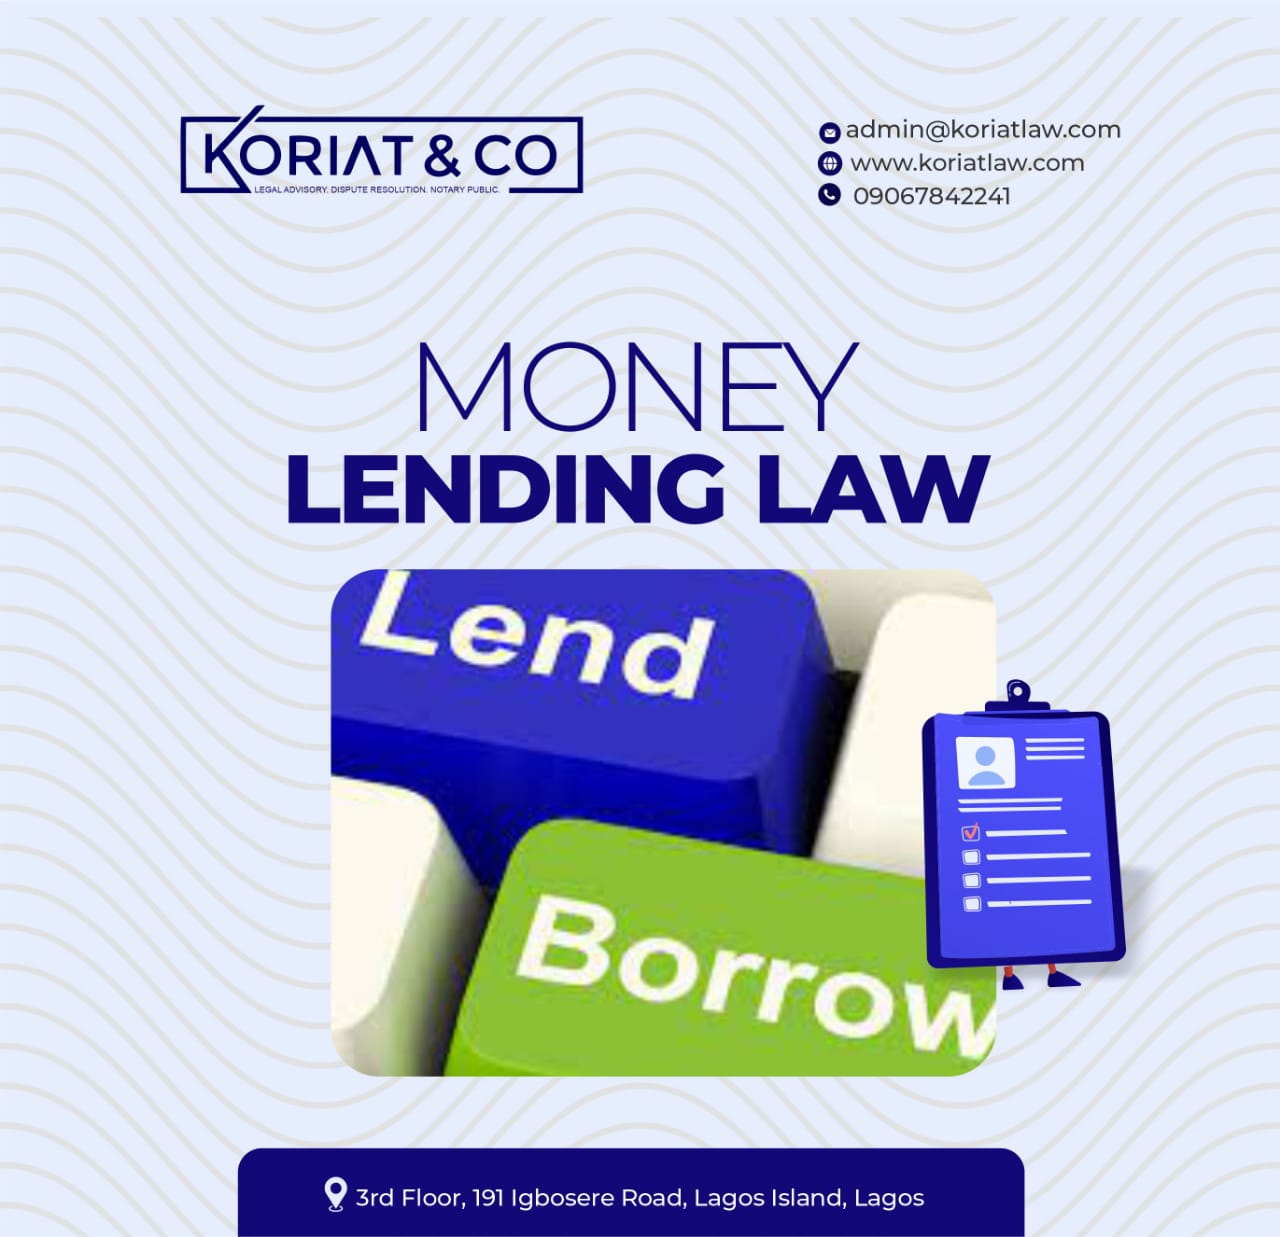 KORIAT & CO
LEGAL ADVISORY. DISPUTE RESOLUTION. NOTARY PUBLIC.
admin@koriatlaw.com
www.koriatlaw.com
09067842241
MONEY
LENDING LAW
Lend
Borrow
3rd Floor, 191 Igbosere Road, Lagos Island, Lagos